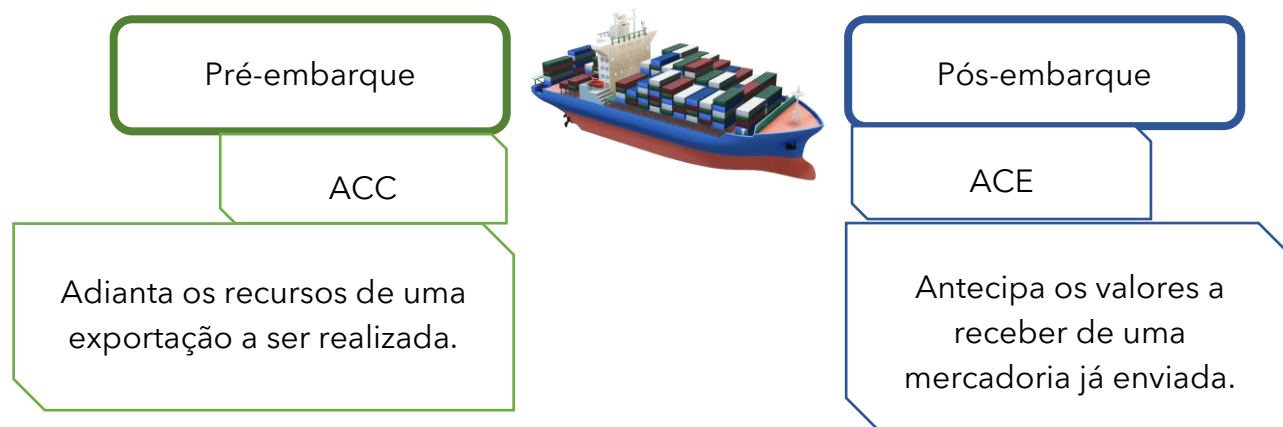 Pré-embarque
ACC
Adianta os recursos de uma
exportação a ser realizada.
Pós-embarque
ACE
Antecipa os valores a
receber de uma
mercadoria já enviada.